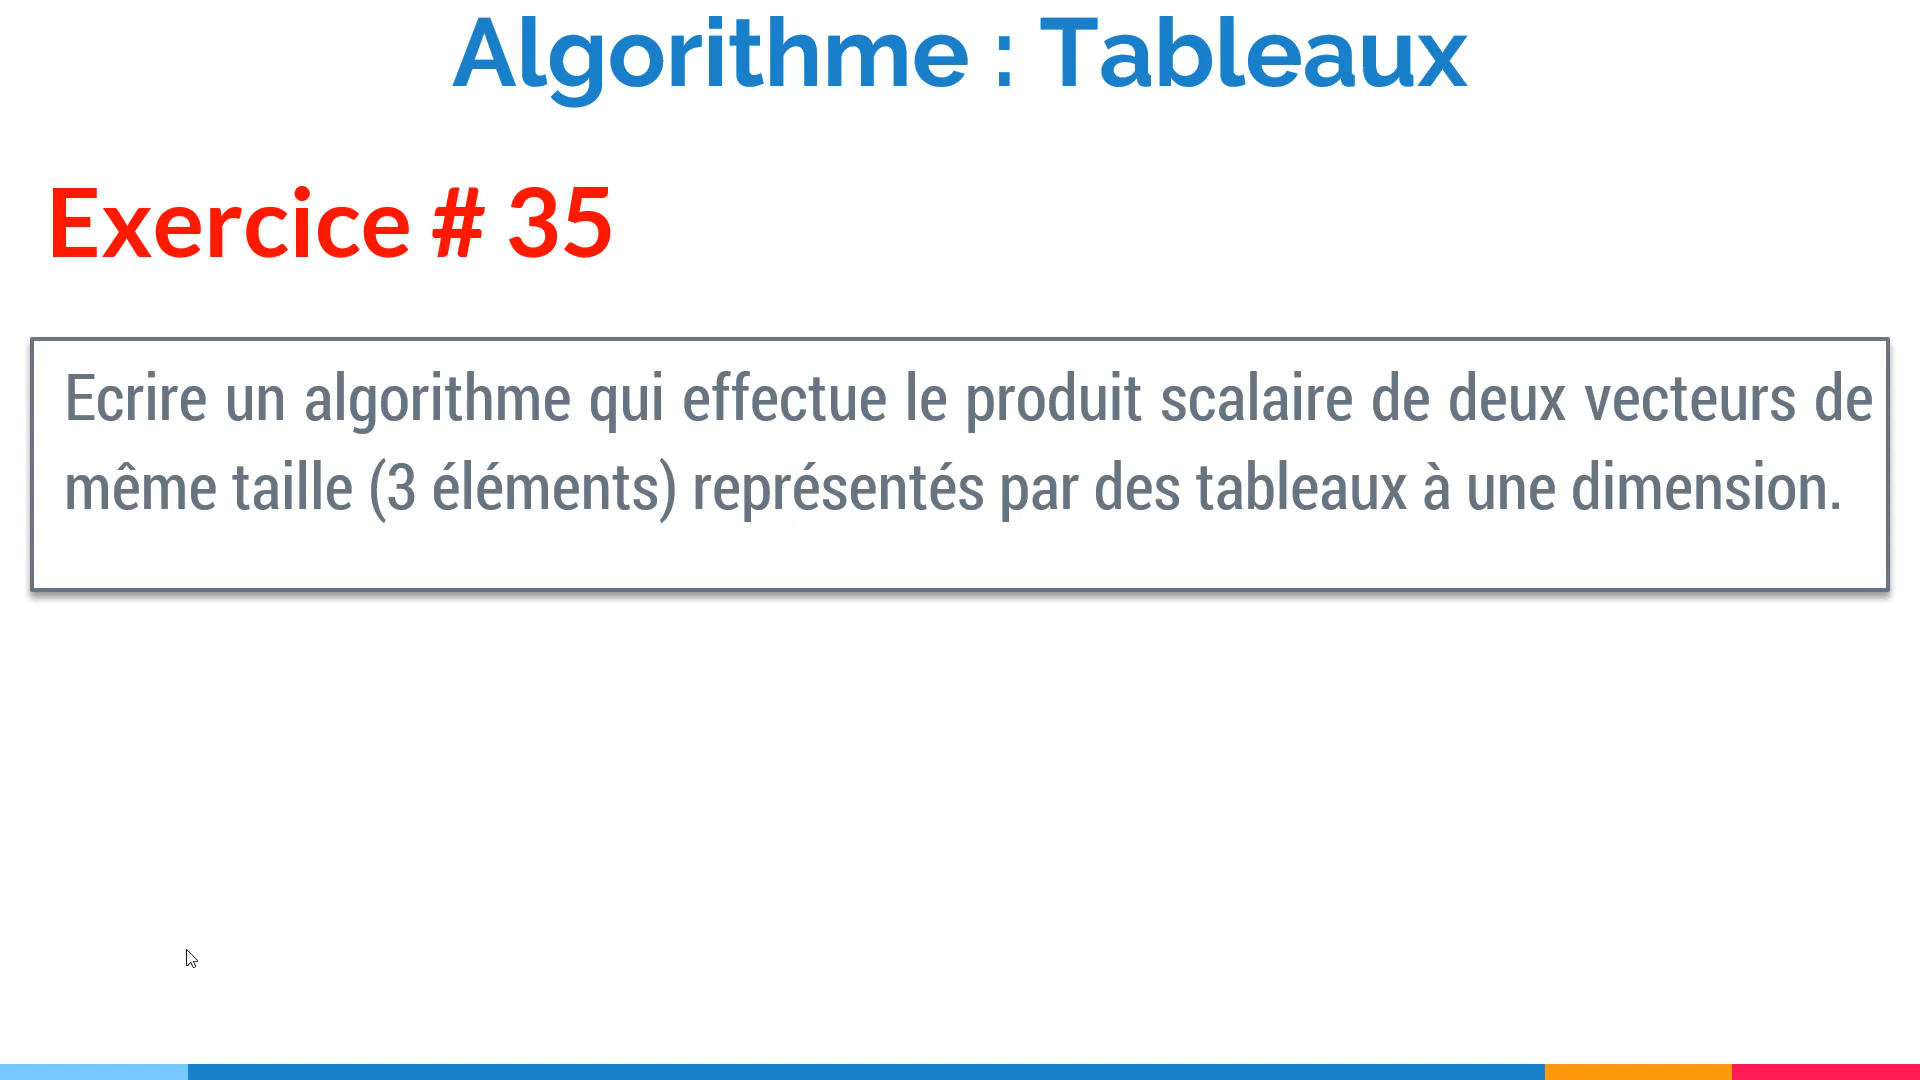 Algorithme : Tableaux
Exercice # 35
Ecrire un algorithme qui effectue le produit scalaire de deux vecteurs de
même taille (3 éléments) représentés par des tableaux à une dimension.